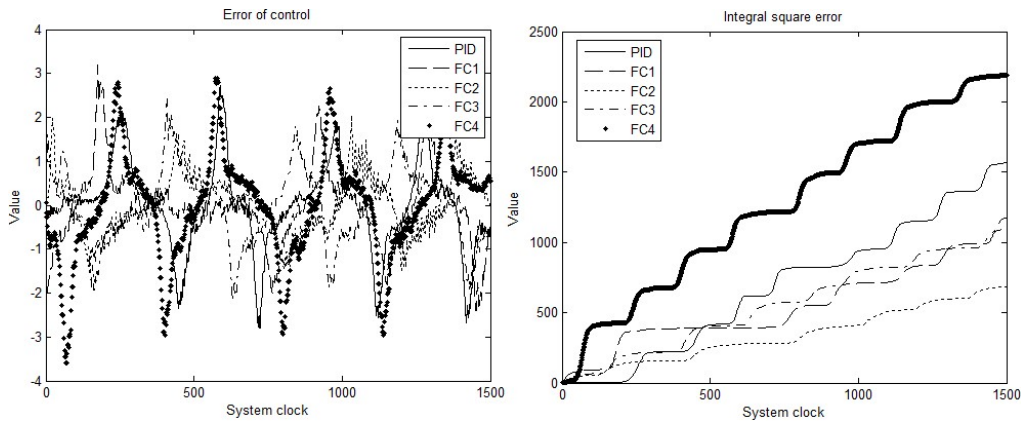 Error of control
Value
4
3
2
1
0
-1
-2
-3
-4
PID
FC1
FC2
FC3
FC4
0
500
1000
1500
System clock
Integral square error
Value
2500
2000
1500
1000
500
0
PID
FC1
FC2
FC3
FC4
0
500
1000
1500
System clock